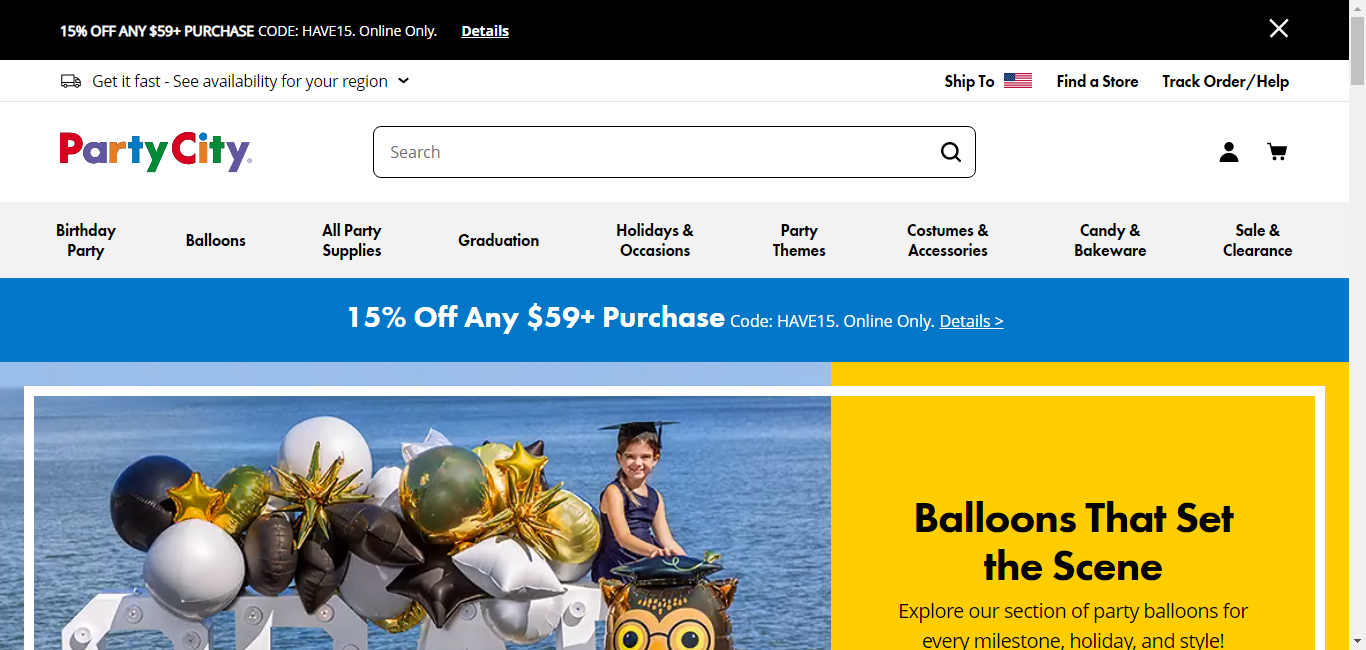 15% OFF ANY $59+ PURCHASE CODE: HAVE15. Online Only. Details
Get it fast - See availability for your region
Ship To
Find a Store
Track Order/Help
PartyCity
Search
Birthday
Party
Balloons
All Party
Supplies
Graduation
Holidays &
Occasions
Party
Themes
Costumes &
Accessories
Candy &
Bakeware
Sale &
Clearance
15% Off Any $59+ Purchase Code: HAVE15. Online Only. Details >
Balloons That Set
the Scene
Explore our section of party balloons for
every milestone, holiday, and style!